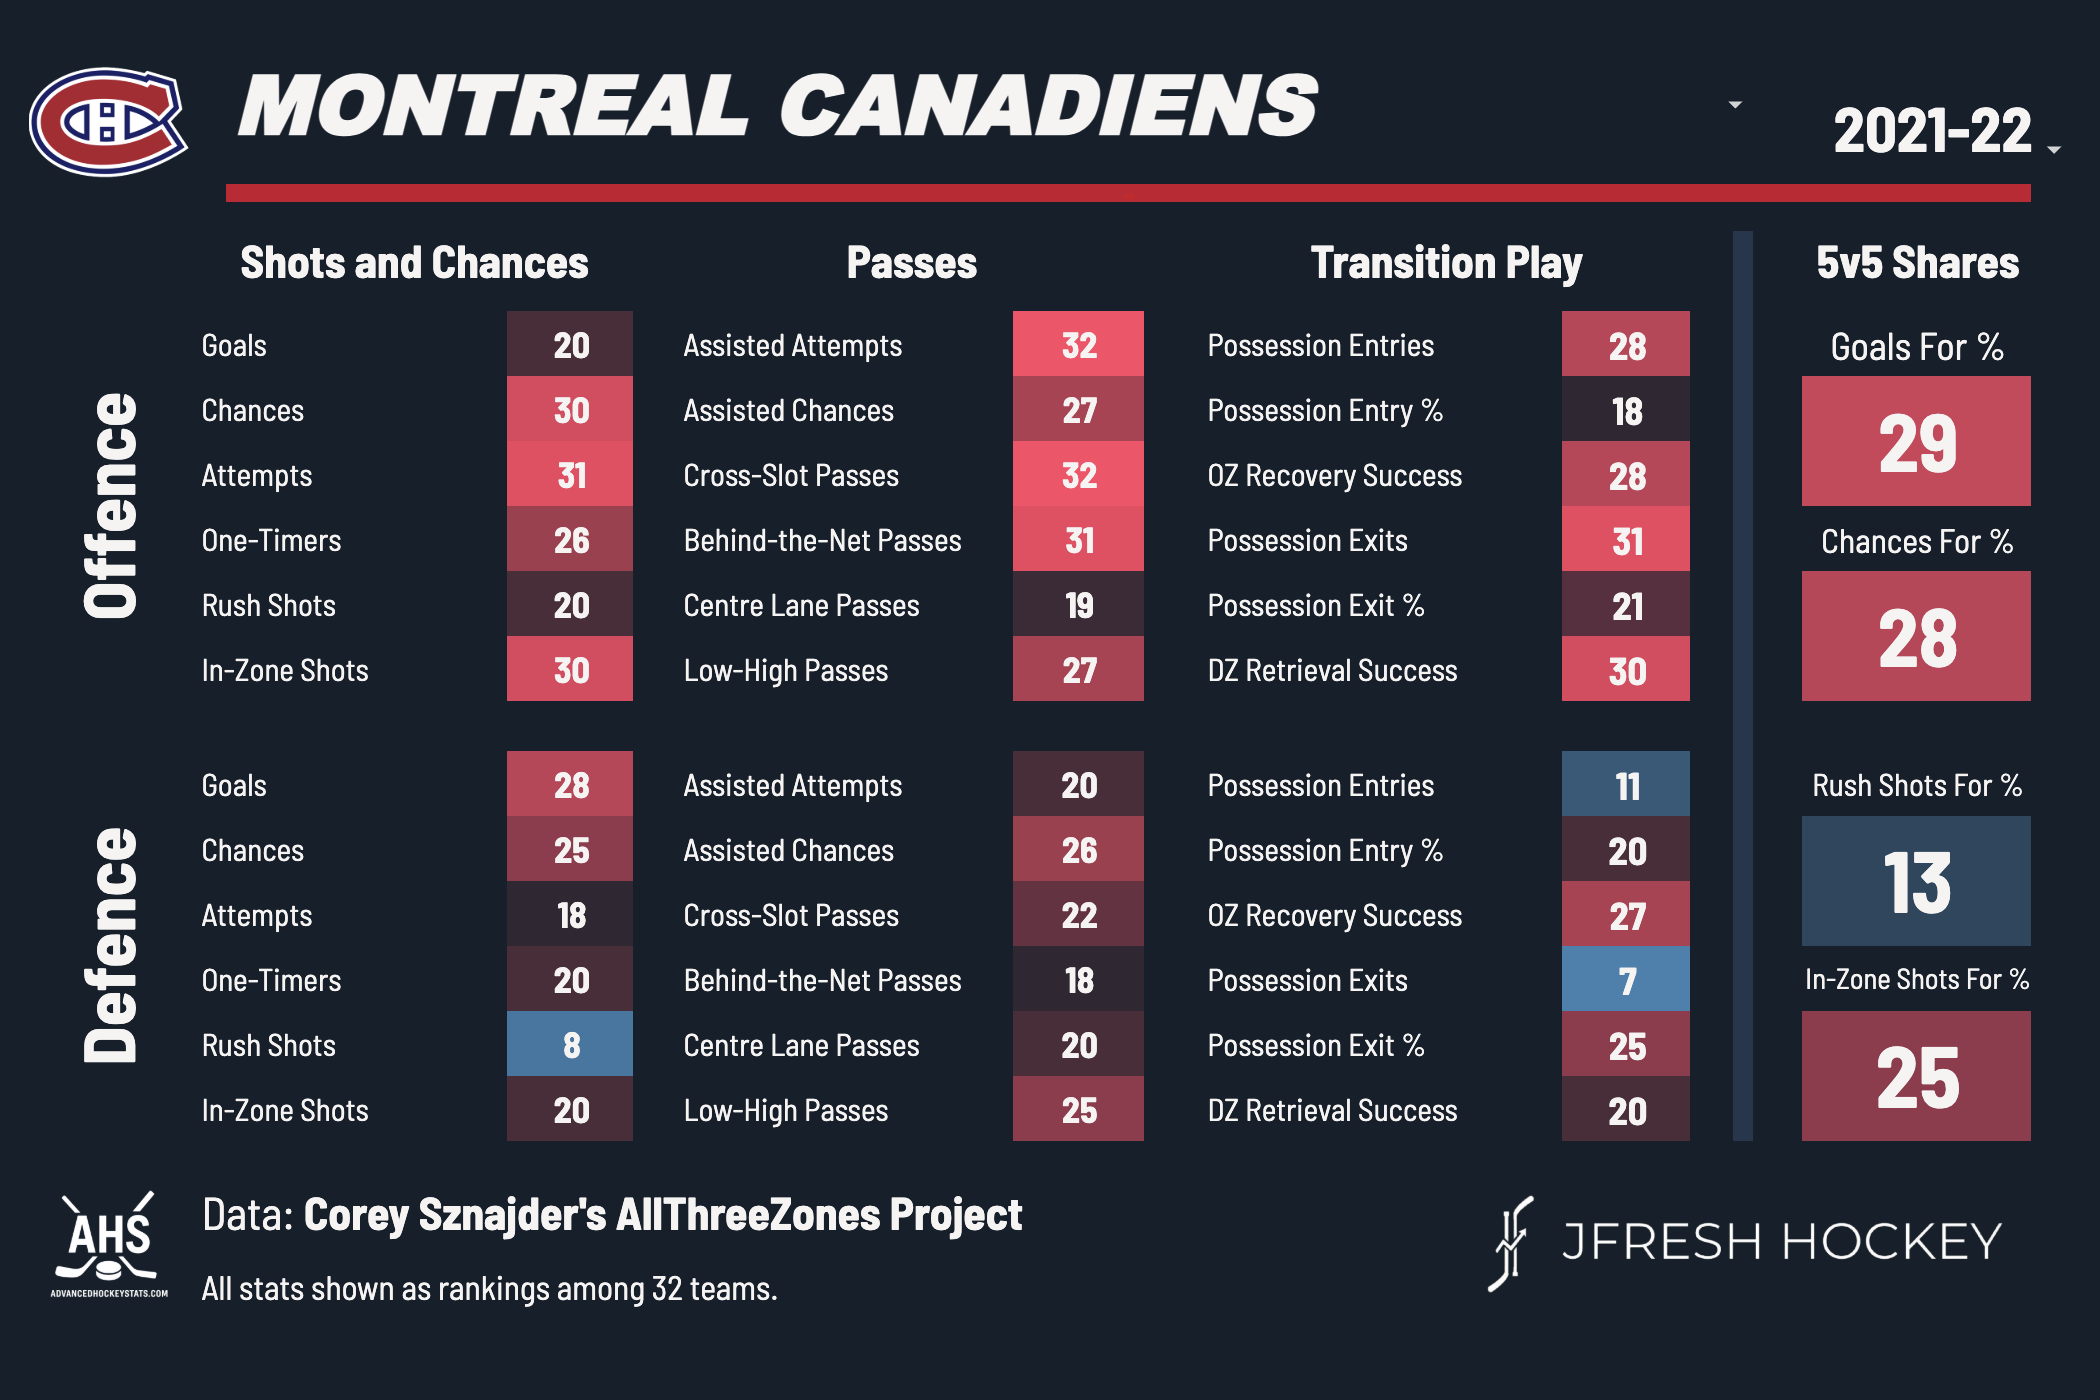 MONTREAL CANADIENS
2021-22
Shots and Chances
Passes
Transition Play
5v5 Shares
Offence
Goals 20
Chances 30
Attempts 31
One-Timers 26
Rush Shots 20
In-Zone Shots 30
Assisted Attempts 32
Assisted Chances 27
Cross-Slot Passes 32
Behind-the-Net Passes 31
Centre Lane Passes 19
Low-High Passes 27
Possession Entries 28
Possession Entry % 18
OZ Recovery Success 28
Possession Exits 31
Possession Exit % 21
DZ Retrieval Success 30
Goals For %
29
Chances For %
28
Defence
Goals 28
Chances 25
Attempts 18
One-Timers 20
Rush Shots 8
In-Zone Shots 20
Assisted Attempts 20
Assisted Chances 26
Cross-Slot Passes 22
Behind-the-Net Passes 18
Centre Lane Passes 20
Low-High Passes 25
Possession Entries 11
Possession Entry % 20
OZ Recovery Success 27
Possession Exits 7
Possession Exit % 25
DZ Retrieval Success 20
Rush Shots For %
13
In-Zone Shots For %
25
AHS
ADVANCEDHOCKEYSTATS.COM
Data: Corey Sznajder's AllThreeZones Project
All stats shown as rankings among 32 teams.
JFRESH HOCKEY